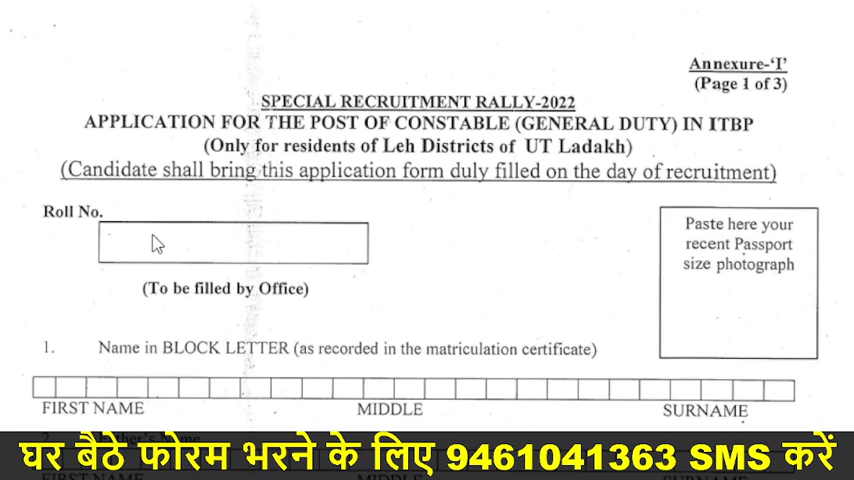 Annexure-'I'
(Page 1 of 3)
SPECIAL RECRUITMENT RALLY-2022
APPLICATION FOR THE POST OF CONSTABLE (GENERAL DUTY) IN ITBP
(Only for residents of Leh Districts of UT Ladakh)
(Candidate shall bring this application form duly filled on the day of recruitment)
Roll No.
Paste here your
recent Passport
size photograph
(To be filled by Office)
1. Name in BLOCK LETTER (as recorded in the matriculation certificate)
FIRST NAME MIDDLE SURNAME
घर बैठे फोरम भरने के लिए 9461041363 SMS करें